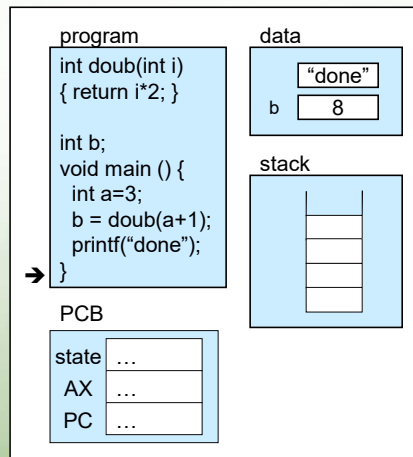 program
int doub(int i)
{ return i*2; }
int b;
void main () {
int a=3;
b = doub(a+1);
printf(“done”);
➔ }
data
“done”
b 8
stack
PCB
state …
AX …
PC …